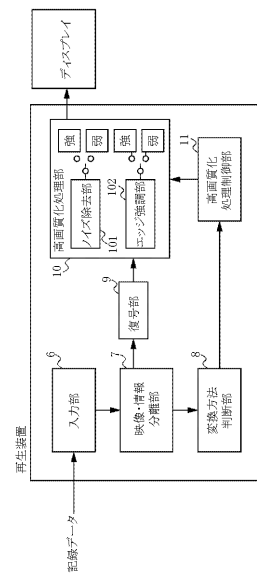 再生装置
記録データー
6
入力部
7
映像・情報
分離部
8
変換方法
判断部
9
復号部
10
高画質化処理部
ノイズ除去部
101
強
弱
エッジ強調部
102
強
弱
11
高画質化
処理制御部
ディスプレイ